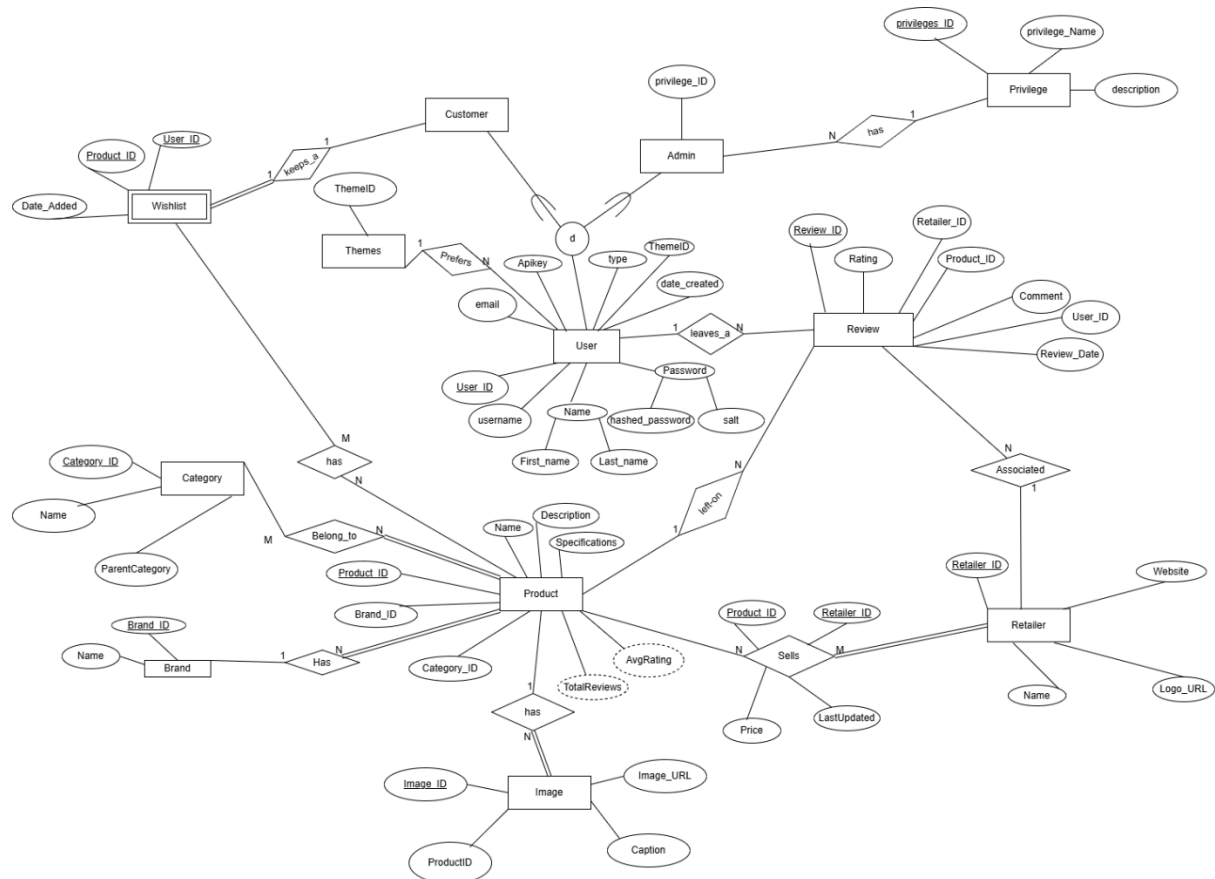 privileges_ID
privilege_Name
Privilege
description
privilege_ID
Customer
1
has
N
1
Admin
User_ID
Product_ID
keeps_a
1
Date_Added
Wishlist
ThemeID
Themes
1
Prefers
N
d
Apikey
type
ThemeID
date_created
email
User
1
leaves_a
N
Review_ID
Rating
Retailer_ID
Product_ID
Comment
User_ID
Review_Date
Review
User_ID
username
Name
First_name
Last_name
Password
hashed_password
salt
M
has
N
Category_ID
Category
Name
ParentCategory
M
Belong_to
N
N
left-on
1
N
Associated
1
Name
Description
Specifications
Product_ID
Product
Brand_ID
Category_ID
TotalReviews
AvgRating
Brand_ID
Name
Brand
1
Has
N
Product_ID
Retailer_ID
N
Sells
M
Price
LastUpdated
Retailer_ID
Website
Retailer
Name
Logo_URL
1
has
N
Image_ID
Image
Image_URL
ProductID
Caption